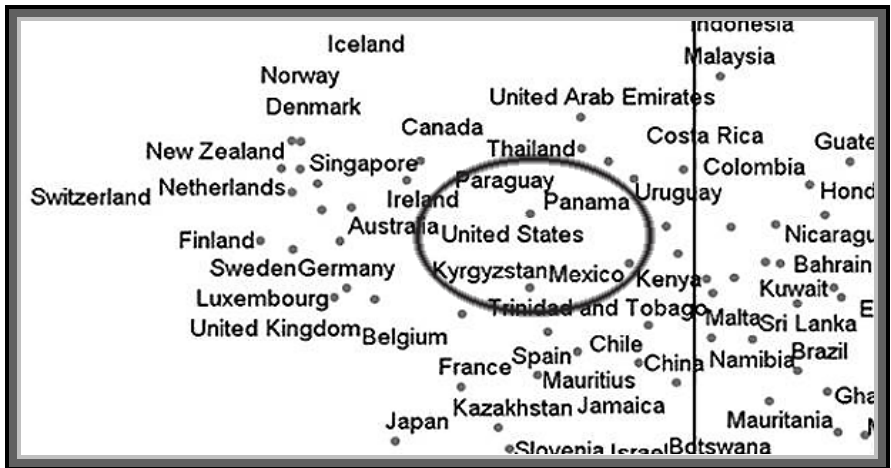 Indonesia
Iceland
Malaysia
Norway
United Arab Emirates
Denmark
Canada
Costa Rica
Thailand
Guate
New Zealand
Singapore
Colombia
Paraguay
Switzerland
Netherlands
Uruguay
Hond
Ireland
Panama
Australia
United States
Nicaragu
Finland
Bahrain
Sweden
Germany
Kyrgyzstan
Mexico
Kenya
Kuwait
Luxembourg
Trinidad and Tobago
E
Malta
Sri Lanka
United Kingdom
Belgium
Chile
Brazil
Spain
China
Namibia
France
Mauritius
Gha
Kazakhstan
Jamaica
Japan
Mauritania
Slovenia
Israel
Botswana